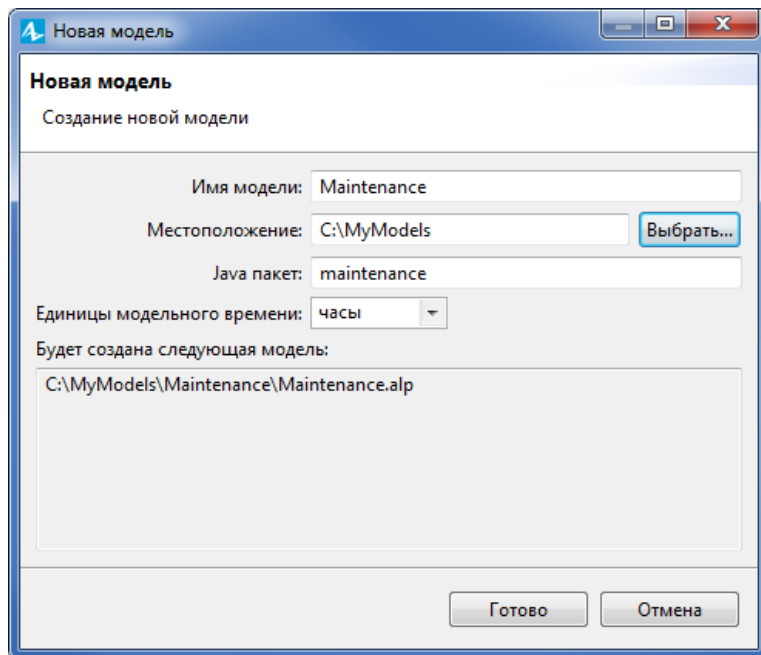 Новая модель
Новая модель
Создание новой модели
Имя модели: Maintenance
Местоположение: C:\MyModels Выбрать...
Java пакет: maintenance
Единицы модельного времени: часы
Будет создана следующая модель:
C:\MyModels\Maintenance\Maintenance.alp
Готово Отмена